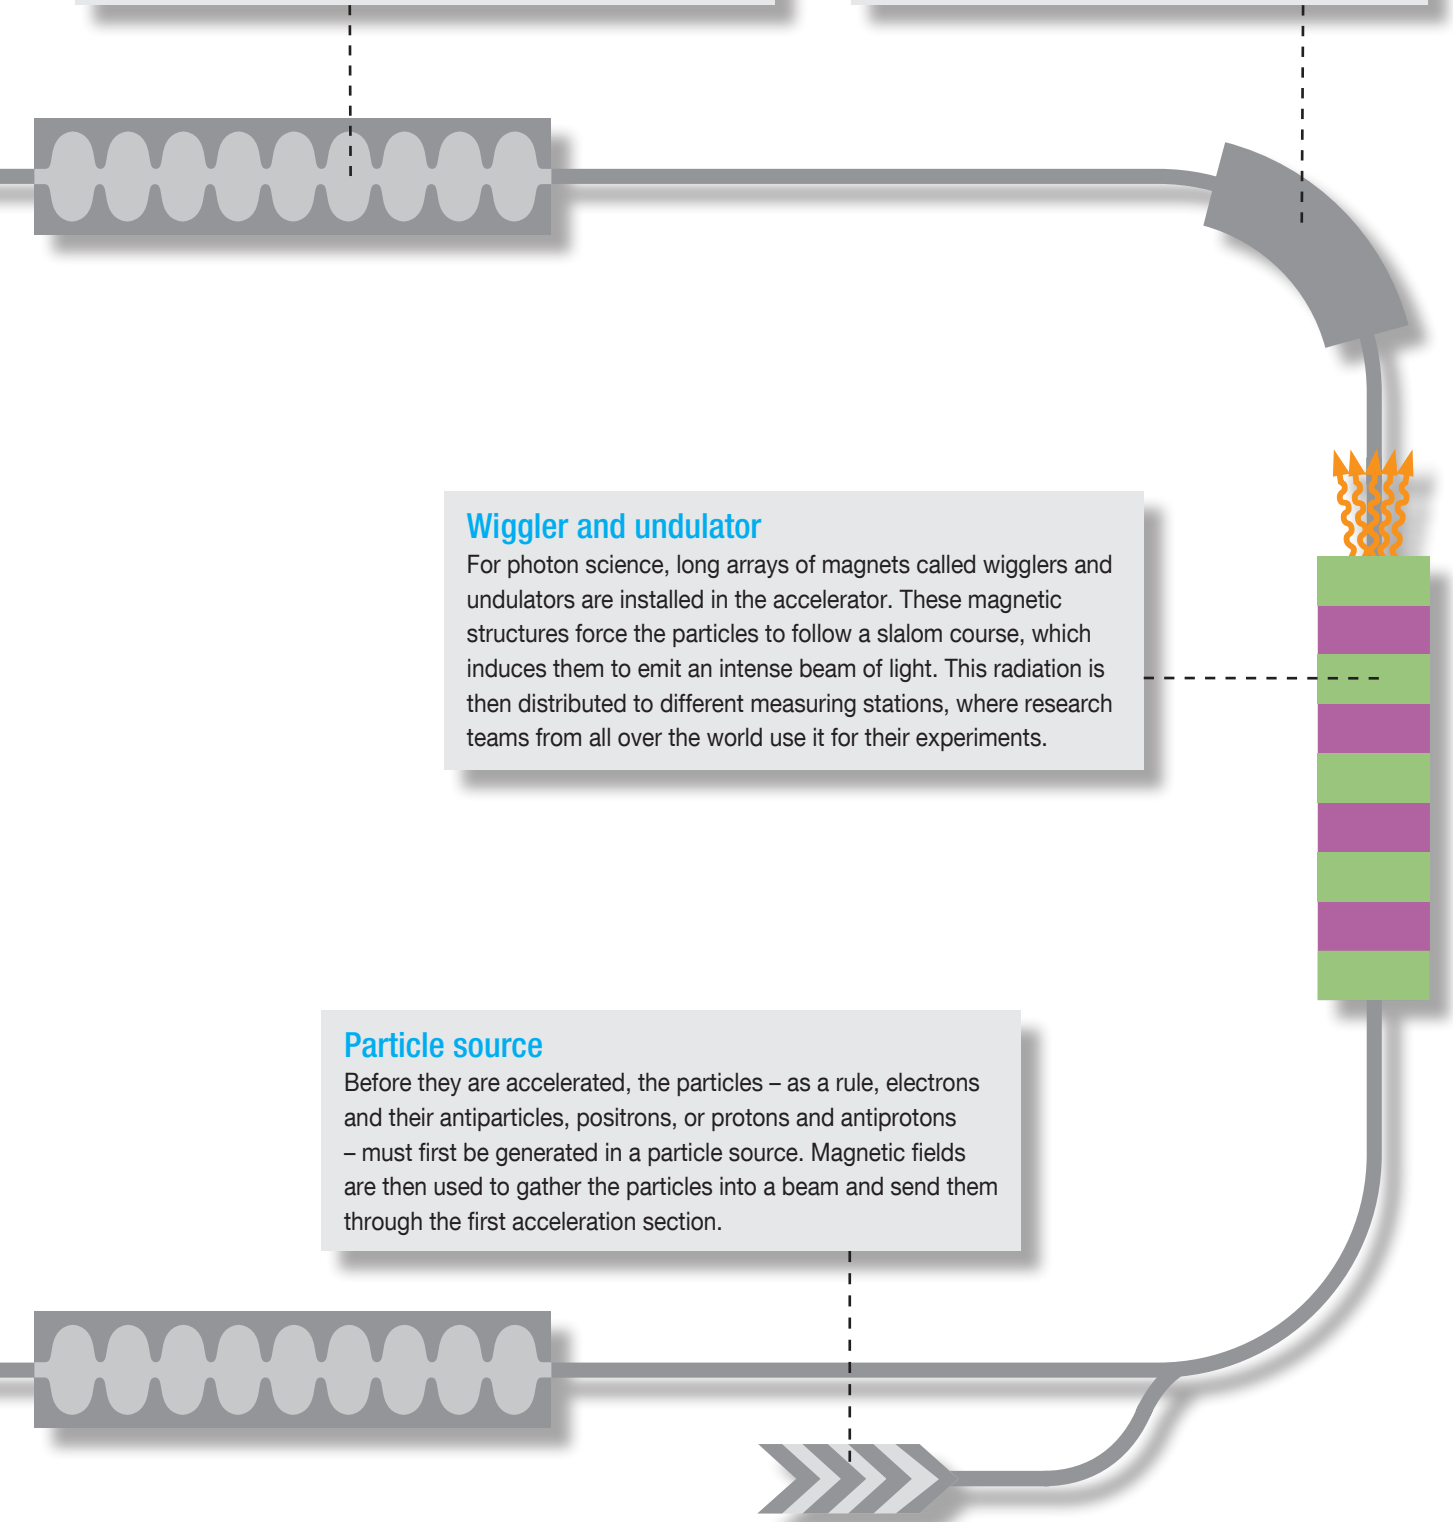 Wiggler and undulator
For photon science, long arrays of magnets called wigglers and
undulators are installed in the accelerator. These magnetic
structures force the particles to follow a slalom course, which
induces them to emit an intense beam of light. This radiation is
then distributed to different measuring stations, where research
teams from all over the world use it for their experiments.
Particle source
Before they are accelerated, the particles – as a rule, electrons
and their antiparticles, positrons, or protons and antiprotons
– must first be generated in a particle source. Magnetic fields
are then used to gather the particles into a beam and send them
through the first acceleration section.